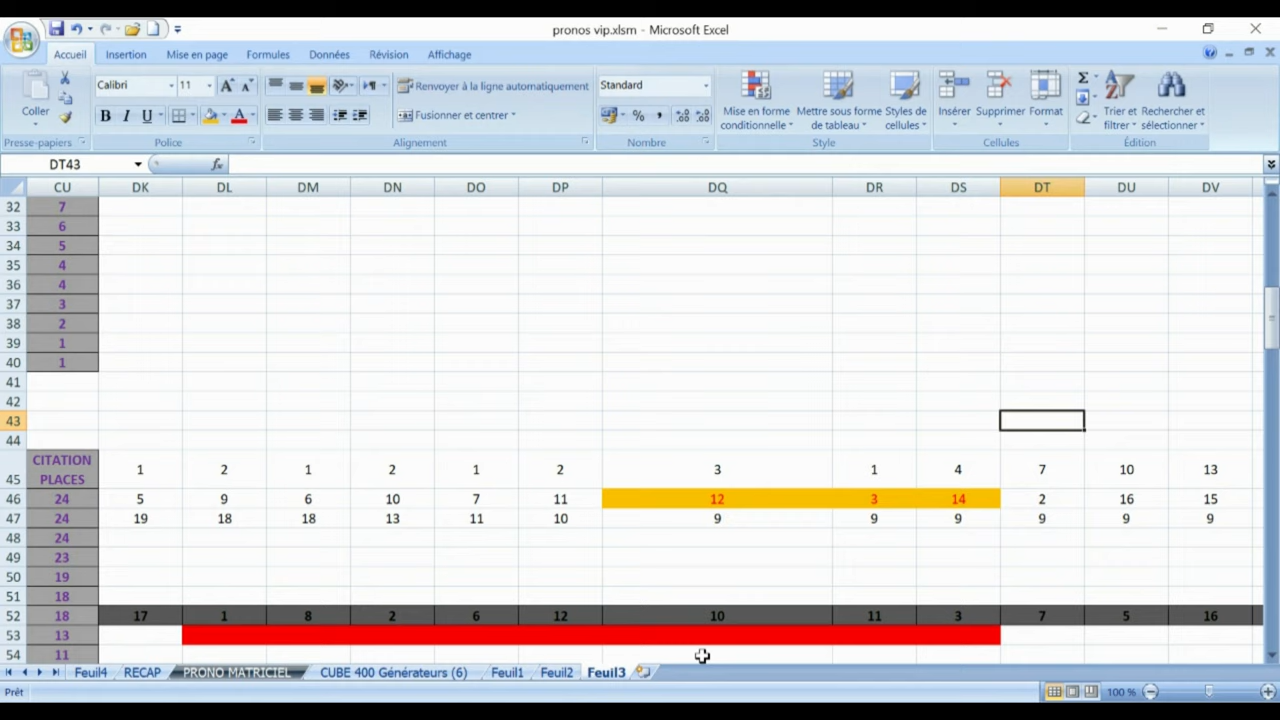 pronos vip.xlsm - Microsoft Excel
Accueil Insertion Mise en page Formules Données Révision Affichage
Coller
Calibri 11
Renvoyer à la ligne automatiquement
Standard
B I U
Fusionner et centrer
Mise en forme conditionnelle
Mettre sous forme de tableau
Styles de cellules
Insérer Supprimer Format
Trier et filtrer
Rechercher et sélectionner
Presse-papiers Police Alignement Nombre Style Cellules Édition
DT43 fx
CU DK DL DM DN DO DP DQ DR DS DT DU DV
32 7
33 6
34 5
35 4
36 4
37 3
38 2
39 1
40 1
41
42
43
44
45 CITATION PLACES 1 2 1 2 1 2 3 1 4 7 10 13
46 24 5 9 6 10 7 11 12 3 14 2 16 15
47 24 19 18 18 13 11 10 9 9 9 9 9 9
48 24
49 23
50 19
51 18
52 18 17 1 8 2 6 12 10 11 3 7 5 16
53 13
54 11
Feuil4 RECAP PRONO MATRICIEL CUBE 400 Générateurs (6) Feuil1 Feuil2 Feuil3
Prêt 100 %